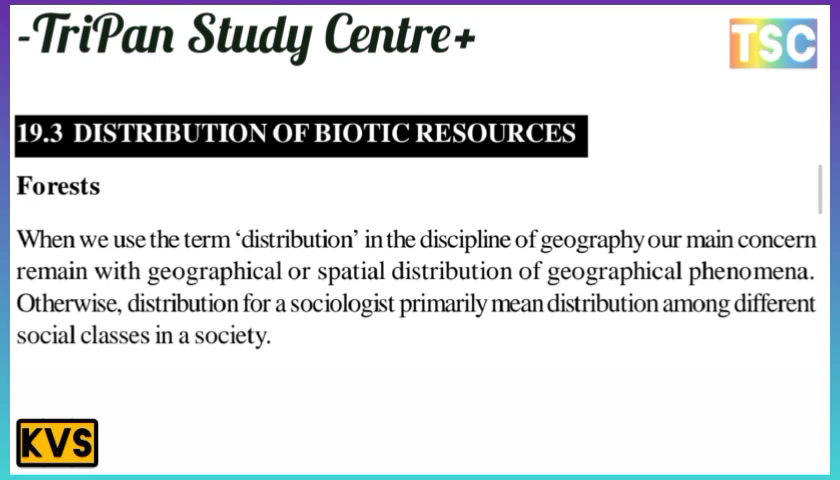 -TriPan Study Centre+
TSC
19.3 DISTRIBUTION OF BIOTIC RESOURCES
Forests
When we use the term ‘distribution’ in the discipline of geography our main concern
remain with geographical or spatial distribution of geographical phenomena.
Otherwise, distribution for a sociologist primarily mean distribution among different
social classes in a society.
KVS